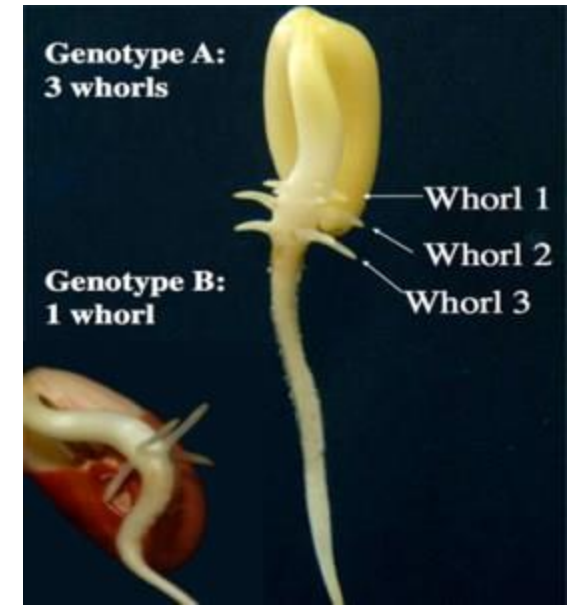 Genotype A:
3 whorls
Whorl 1
Whorl 2
Whorl 3
Genotype B:
1 whorl